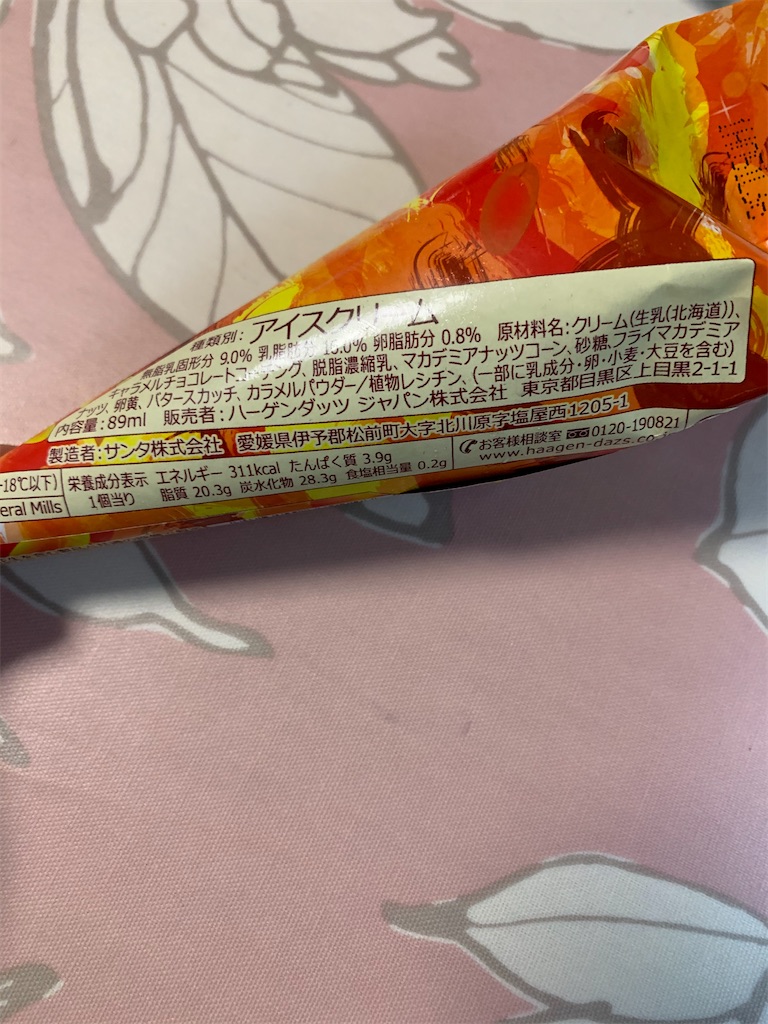 種類別：アイスクリーム
無脂乳固形分 9.0% 乳脂肪分 10.0% 卵脂肪分 0.8% 原材料名：クリーム(生乳(北海道))、
キャラメルチョコレートコーチング、脱脂濃縮乳、マカデミアナッツコーン、砂糖、フライマカデミア
ナッツ、卵黄、バタースカッチ、カラメルパウダー/植物レシチン、(一部に乳成分・卵・小麦・大豆を含む)
内容量：89ml 販売者：ハーゲンダッツ ジャパン株式会社 東京都目黒区上目黒2-1-1
製造者：サンタ株式会社 愛媛県伊予郡松前町大字北川原字塩屋西1205-1
-18℃以下)
eral Mills
栄養成分表示 エネルギー 311kcal たんぱく質 3.9g
1個当り 脂質 20.3g 炭水化物 28.3g 食塩相当量 0.2g
お客様相談室 0120-190821
www.haagen-dazs.co.